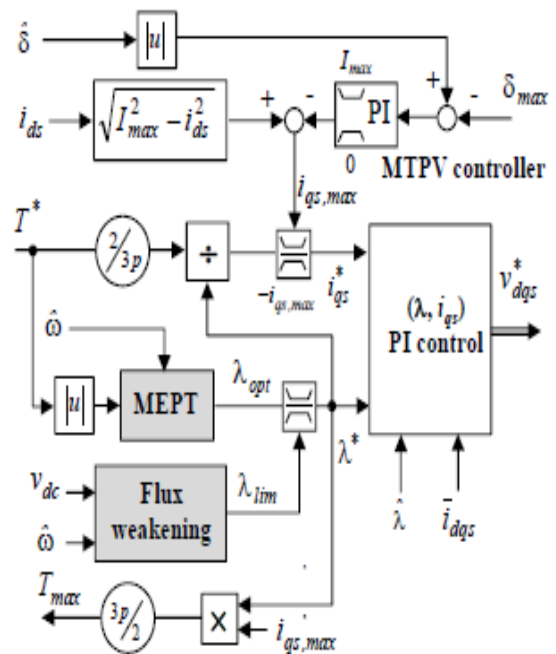 δ̂
|u|
I_max
+
-
δ_max
i_ds
√(I²_max − i²_ds)
+
-
PI
0
MTPV controller
i_qs,max
T*
2/3p
÷
−i_qs,max
i*_qs
(λ, i_qs)
PI control
v*_dqs
ω̂
|u|
MEPT
λ_opt
λ*
v_dc
ω̂
Flux
weakening
λ_lim
λ̂
i̅_dqs
T_max
3p/2
×
i_qs,max